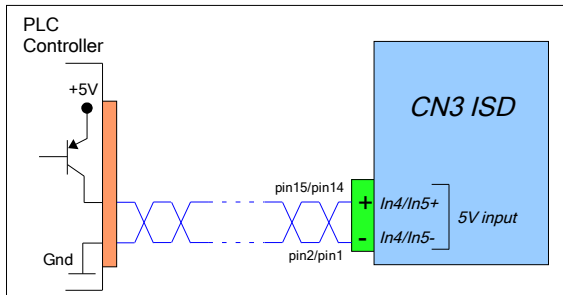 PLC
Controller
+5V
CN3 ISD
pin15/pin14
+ In4/In5+
5V input
- In4/In5-
pin2/pin1
Gnd